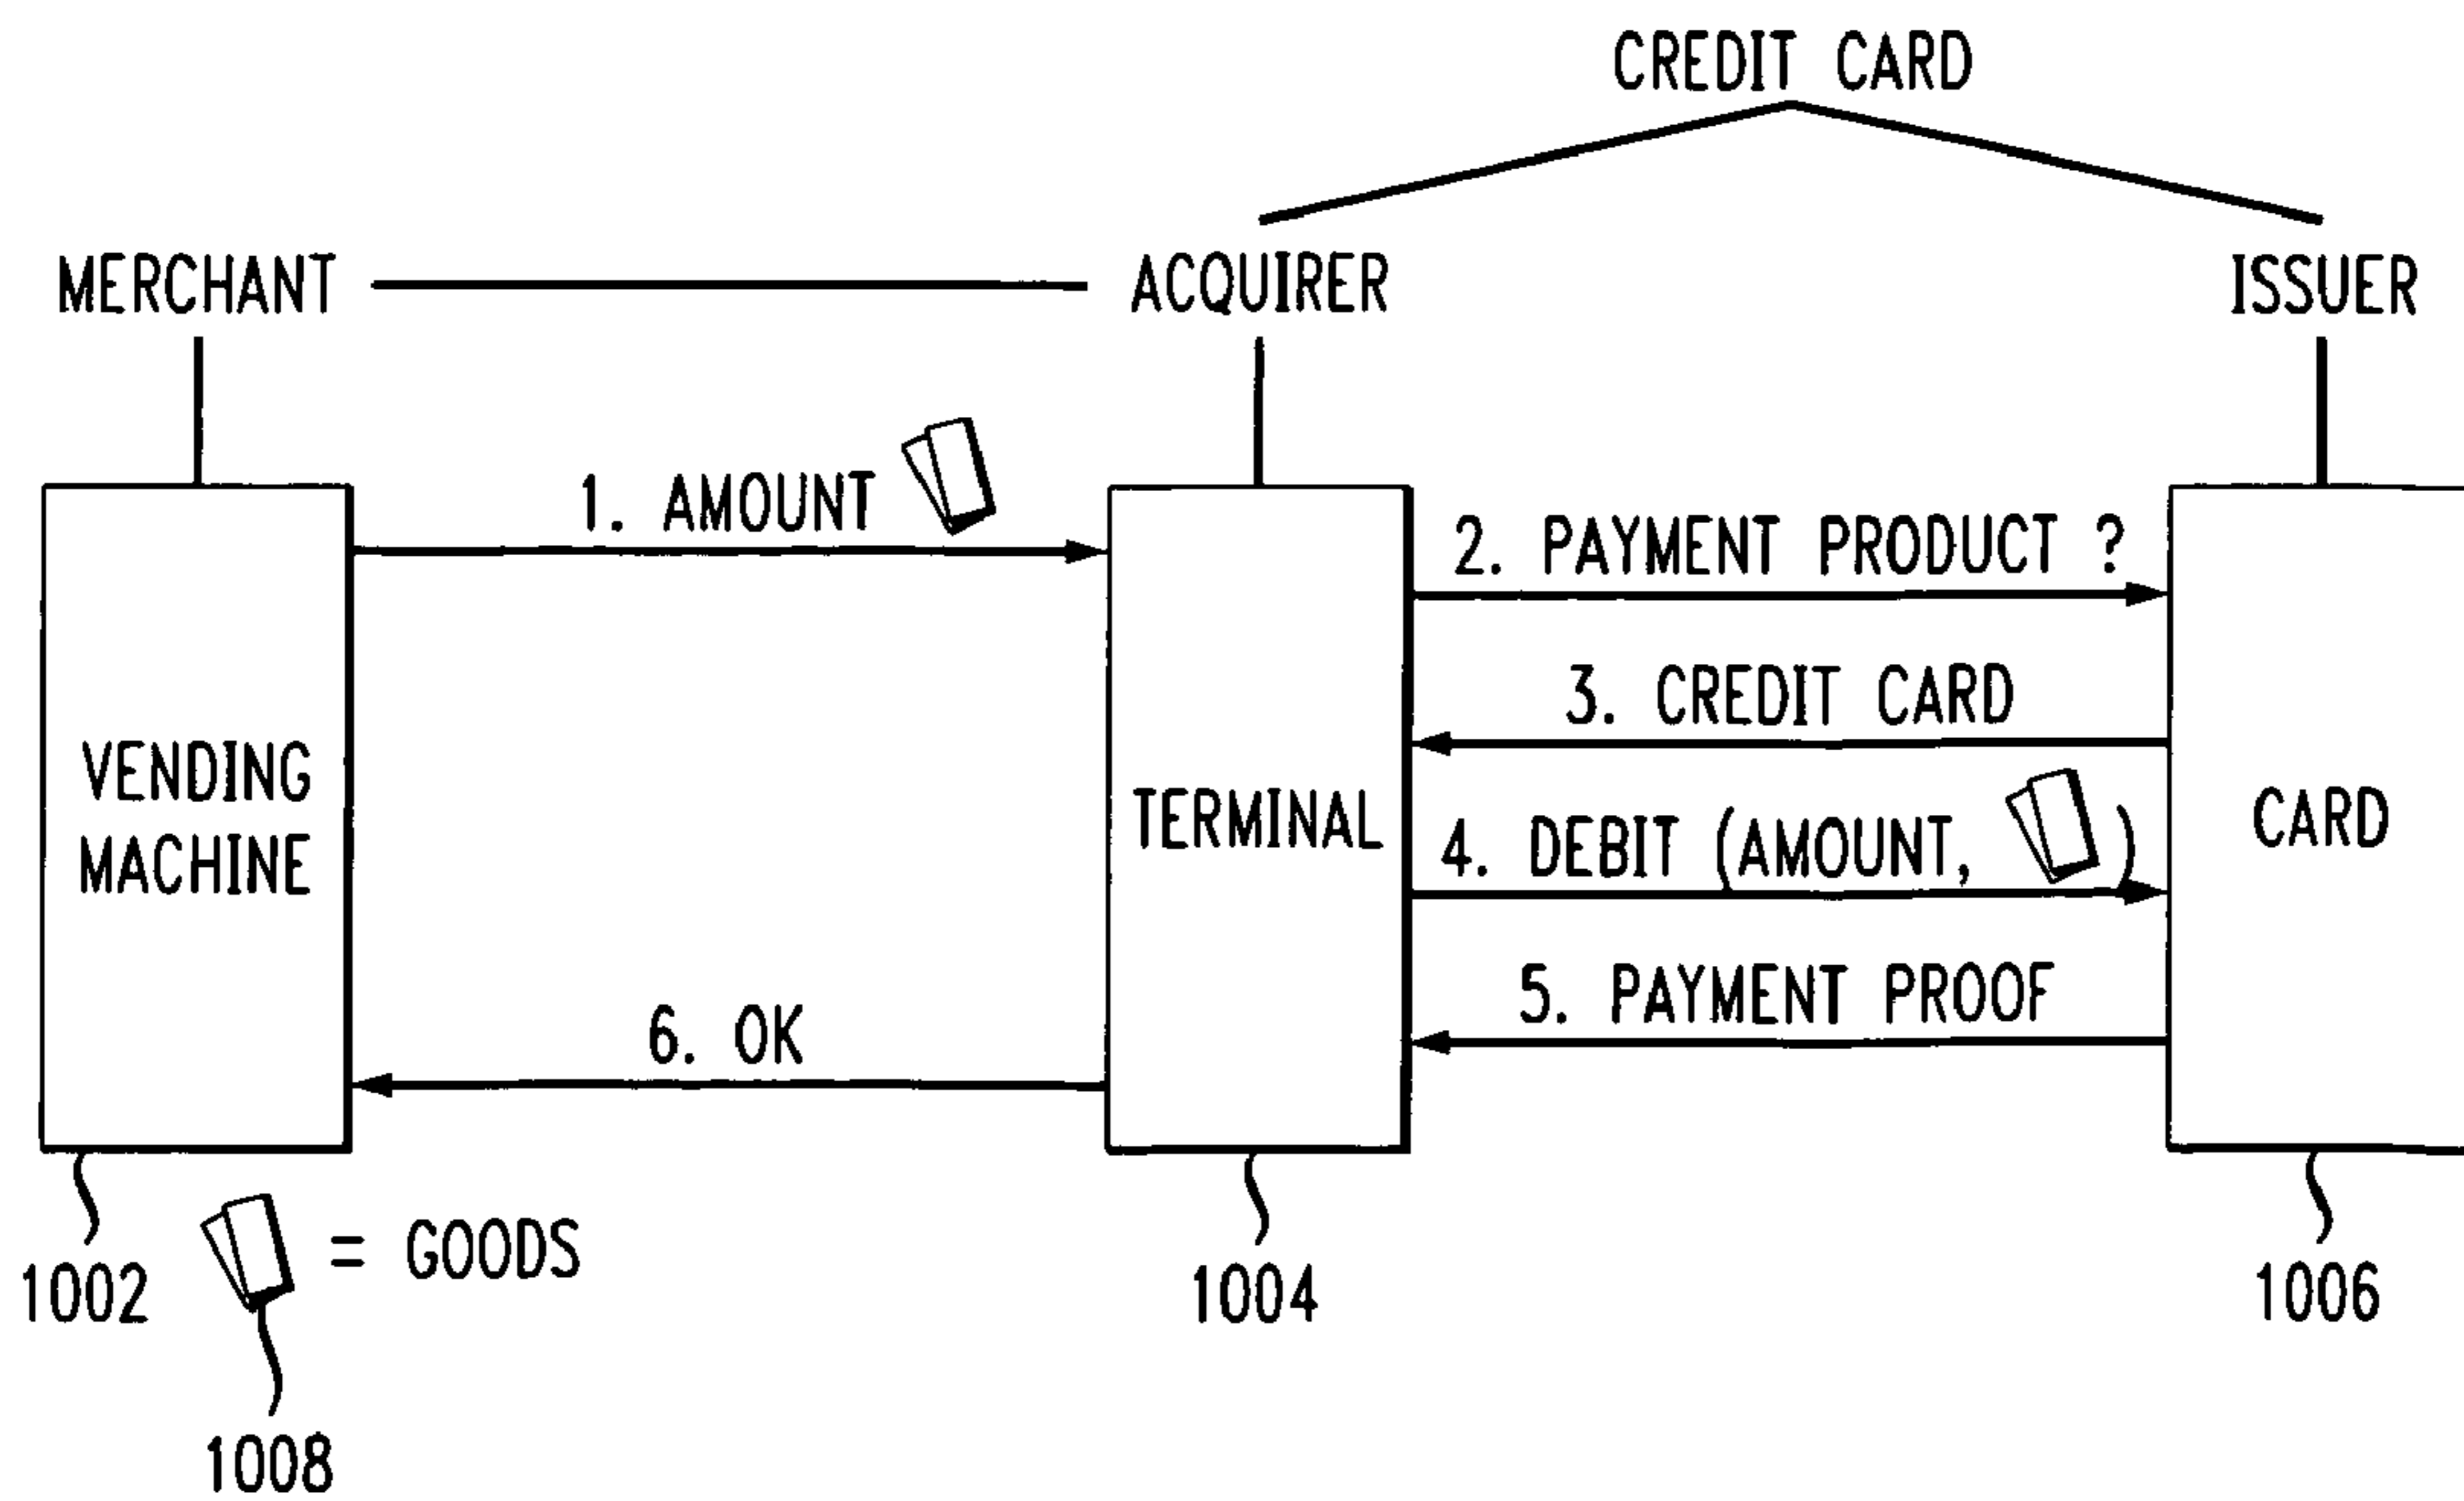 CREDIT CARD
MERCHANT
ACQUIRER
ISSUER
1. AMOUNT
2. PAYMENT PRODUCT ?
3. CREDIT CARD
VENDING
MACHINE
TERMINAL
4. DEBIT (AMOUNT, )
CARD
5. PAYMENT PROOF
6. OK
= GOODS
1002
1004
1006
1008